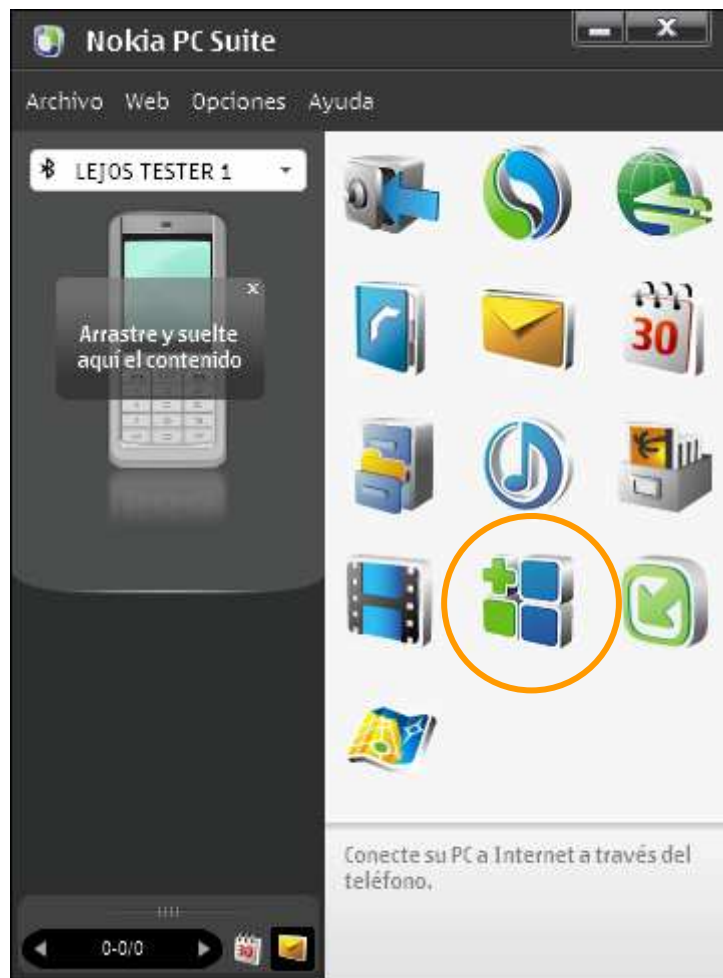 Nokia PC Suite
Archivo Web Opciones Ayuda
LEJOS TESTER 1
Arrastre y suelte
aquí el contenido
30
Conecte su PC a Internet a través del
teléfono.
0-0/0
30